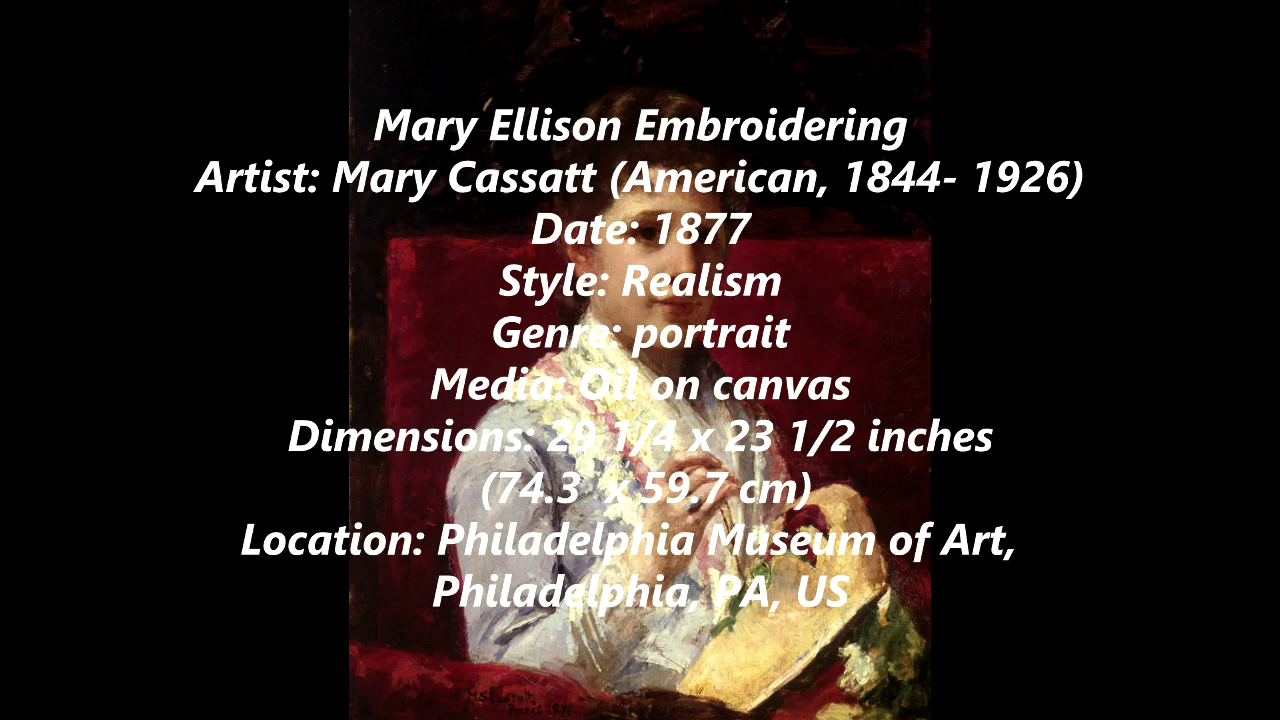 Mary Ellison Embroidering
Artist: Mary Cassatt (American, 1844- 1926)
Date: 1877
Style: Realism
Genre: portrait
Media: Oil on canvas
Dimensions: 29 1/4 x 23 1/2 inches
(74.3 x 59.7 cm)
Location: Philadelphia Museum of Art,
Philadelphia, PA, US
Paris